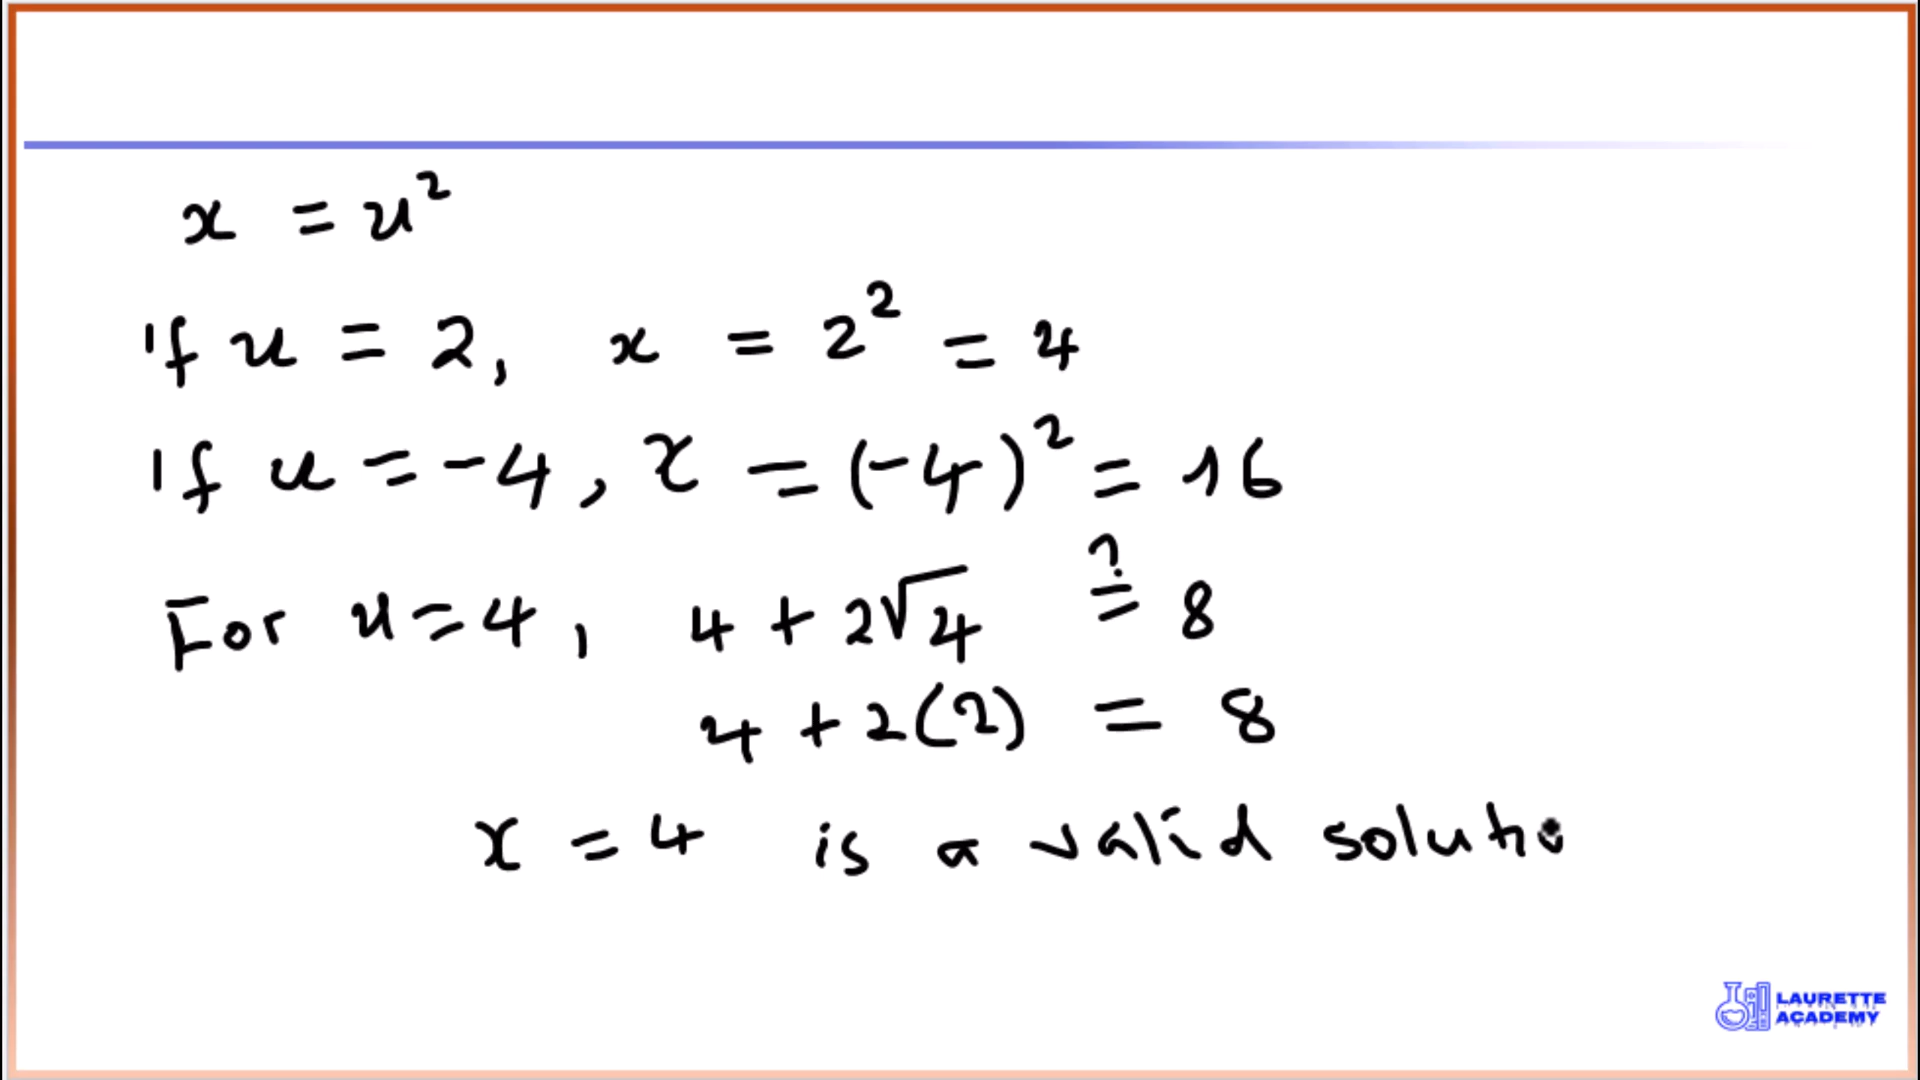 x = u²
If u = 2, x = 2² = 4
If u = -4, x = (-4)² = 16
For u = 4, 4 + 2√4 ≟ 8
4 + 2(2) = 8
x = 4 is a valid solutio
LAURETTE
ACADEMY